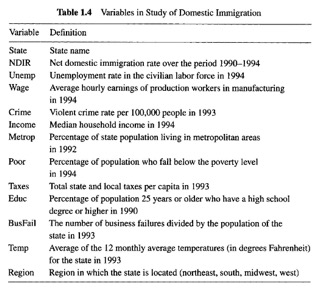 Table 1.4 Variables in Study of Domestic Immigration
Variable Definition
State State name
NDIR Net domestic immigration rate over the period 1990–1994
Unemp Unemployment rate in the civilian labor force in 1994
Wage Average hourly earnings of production workers in manufacturing
in 1994
Crime Violent crime rate per 100,000 people in 1993
Income Median household income in 1994
Metrop Percentage of state population living in metropolitan areas
in 1992
Poor Percentage of population who fall below the poverty level
in 1994
Taxes Total state and local taxes per capita in 1993
Educ Percentage of population 25 years or older who have a high school
degree or higher in 1990
BusFail The number of business failures divided by the population of the
state in 1993
Temp Average of the 12 monthly average temperatures (in degrees Fahrenheit)
for the state in 1993
Region Region in which the state is located (northeast, south, midwest, west)